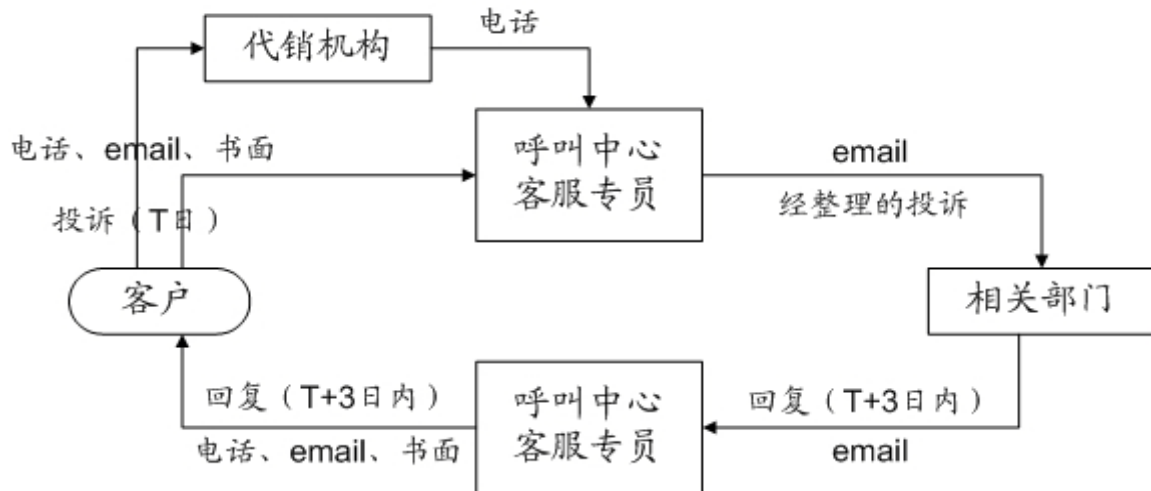 代销机构
电话
电话、email、书面
呼叫中心
客服专员
email
经整理的投诉
投诉（T日）
客户
相关部门
回复（T+3日内）
电话、email、书面
呼叫中心
客服专员
回复（T+3日内）
email